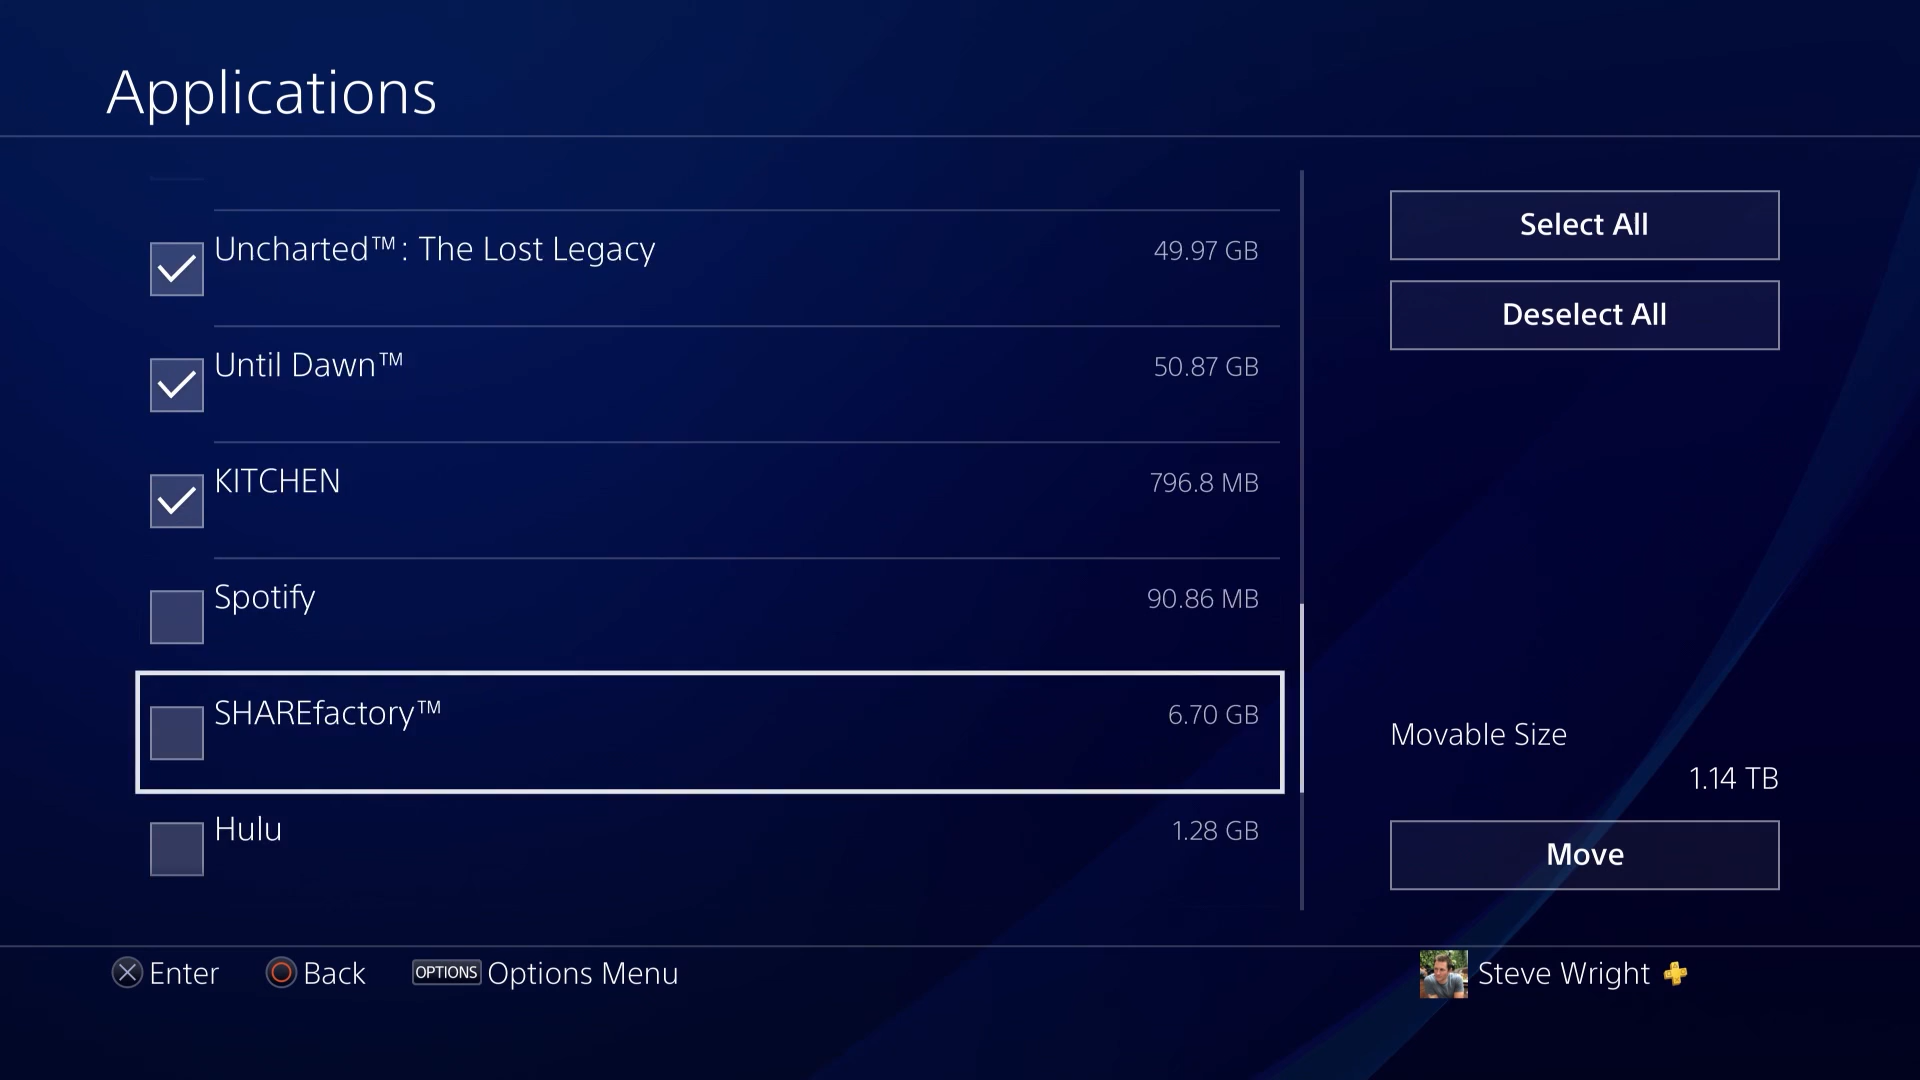 Applications
Uncharted™: The Lost Legacy 49.97 GB
Until Dawn™ 50.87 GB
KITCHEN 796.8 MB
Spotify 90.86 MB
SHAREfactory™ 6.70 GB
Hulu 1.28 GB
Select All
Deselect All
Movable Size
1.14 TB
Move
Enter Back OPTIONS Options Menu Steve Wright